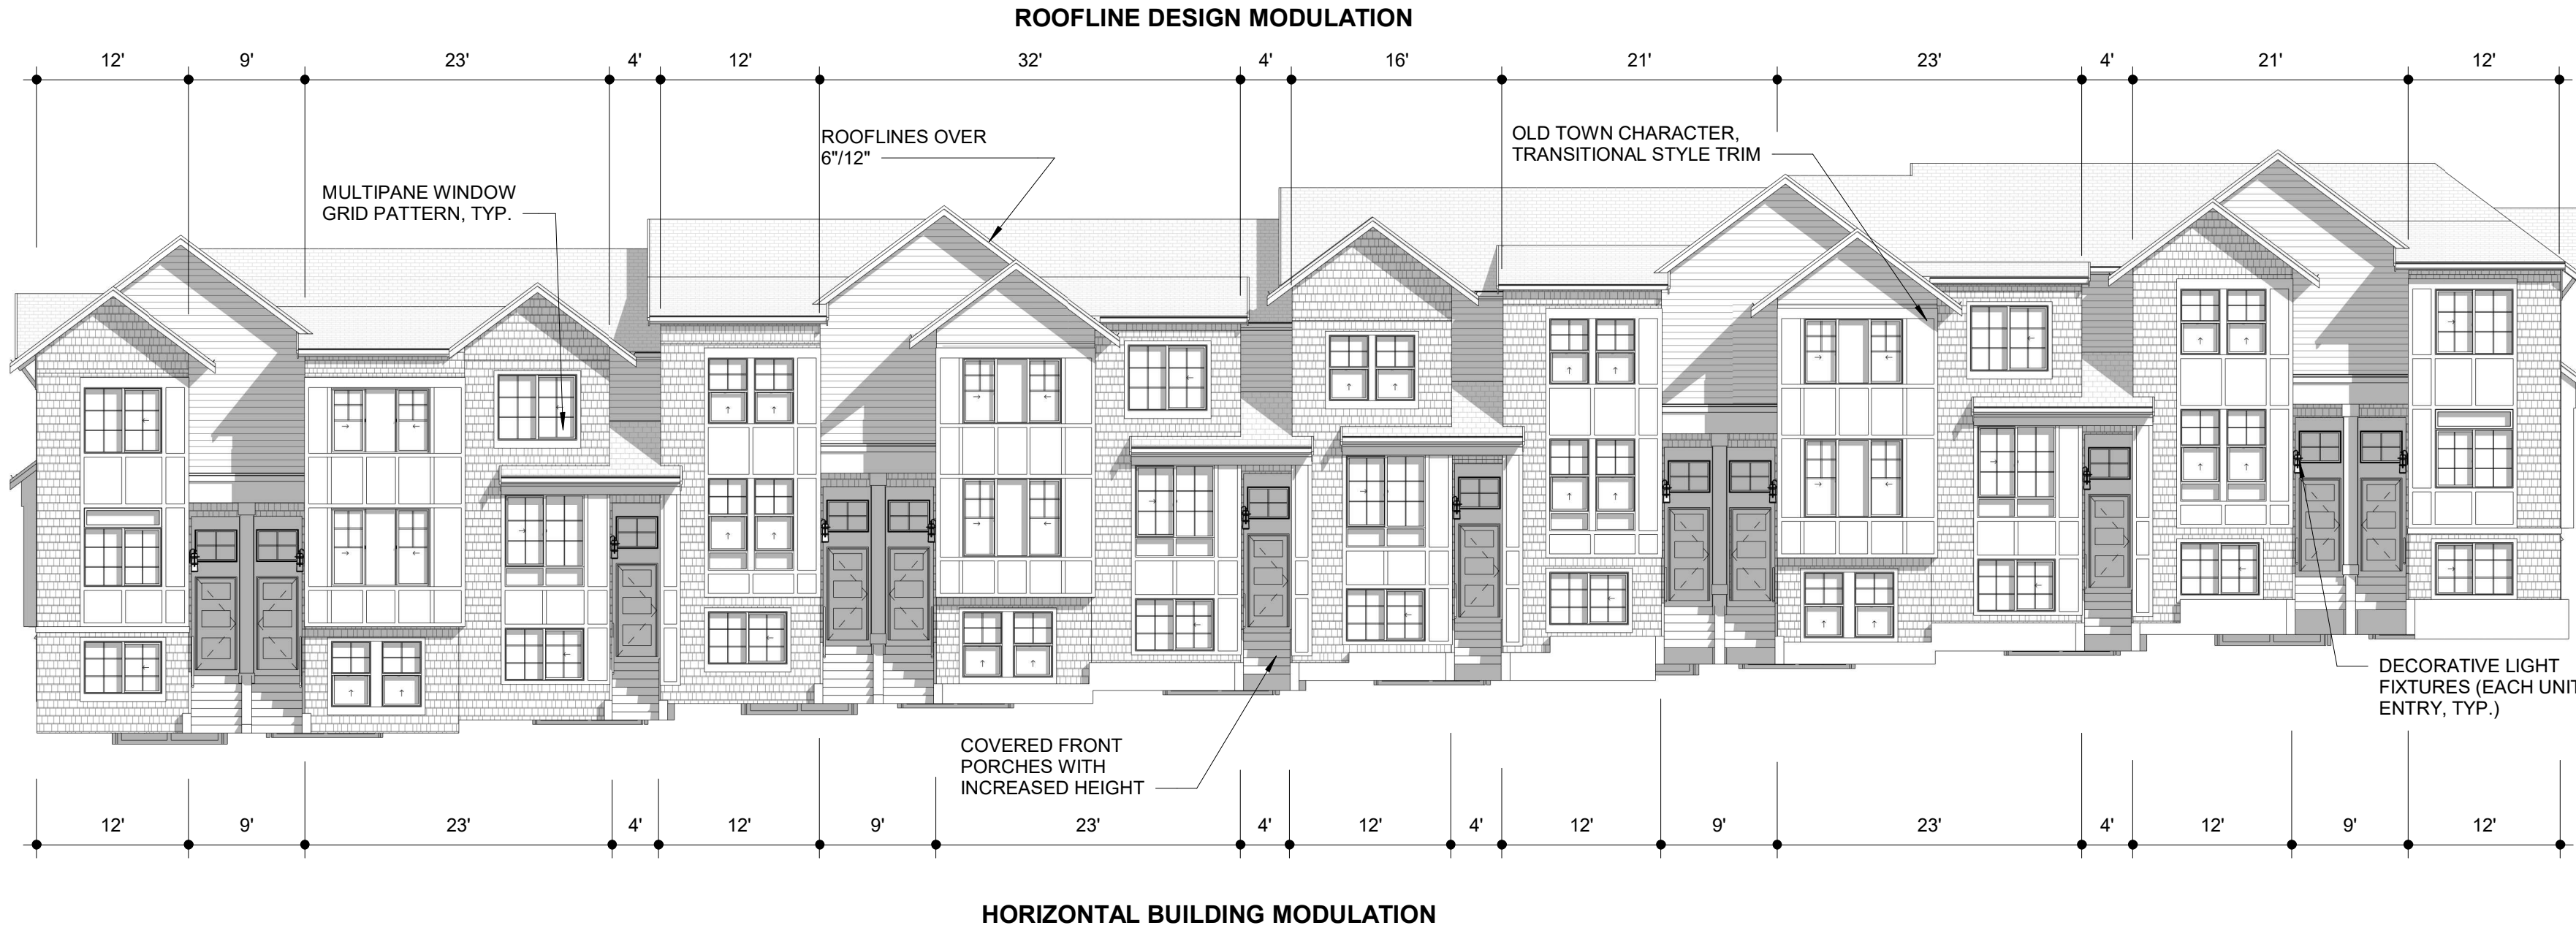 ROOFLINE DESIGN MODULATION
12' 9' 23' 4' 12' 32' 4' 16' 21' 23' 4' 21' 12'
ROOFLINES OVER
6"/12"
OLD TOWN CHARACTER,
TRANSITIONAL STYLE TRIM
MULTIPANE WINDOW
GRID PATTERN, TYP.
DECORATIVE LIGHT
FIXTURES (EACH UNIT
ENTRY, TYP.)
COVERED FRONT
PORCHES WITH
INCREASED HEIGHT
12' 9' 23' 4' 12' 9' 23' 4' 12' 4' 12' 9' 23' 4' 12' 9' 12'
HORIZONTAL BUILDING MODULATION